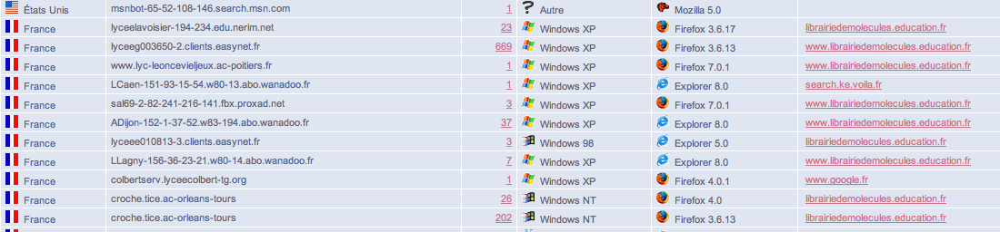 États Unis msnbot-65-52-108-146.search.msn.com 1 Autre Mozilla 5.0
France lyceelavoisier-194-234.edu.nerim.net 23 Windows XP Firefox 3.6.17 librairiedemolecules.education.fr
France lyceeg003650-2.clients.easynet.fr 669 Windows XP Firefox 3.6.13 www.librairiedemolecules.education.fr
France www.lyc-leoncevieljeux.ac-poitiers.fr 1 Windows XP Firefox 7.0.1 www.librairiedemolecules.education.fr
France LCaen-151-93-15-54.w80-13.abo.wanadoo.fr 1 Windows XP Explorer 8.0 search.ke.voila.fr
France sal69-2-82-241-216-141.fbx.proxad.net 3 Windows XP Firefox 7.0.1 www.librairiedemolecules.education.fr
France ADijon-152-1-37-52.w83-194.abo.wanadoo.fr 37 Windows XP Explorer 8.0 www.librairiedemolecules.education.fr
France lyceee010813-3.clients.easynet.fr 3 Windows 98 Explorer 5.0 www.librairiedemolecules.education.fr
France LLagny-156-36-23-21.w80-14.abo.wanadoo.fr 7 Windows XP Explorer 8.0 www.librairiedemolecules.education.fr
France colbertserv.lyceecolbert-tg.org 1 Windows XP Firefox 4.0.1 www.google.fr
France croche.tice.ac-orleans-tours 26 Windows NT Firefox 4.0 librairiedemolecules.education.fr
France croche.tice.ac-orleans-tours 202 Windows NT Firefox 3.6.13 librairiedemolecules.education.fr